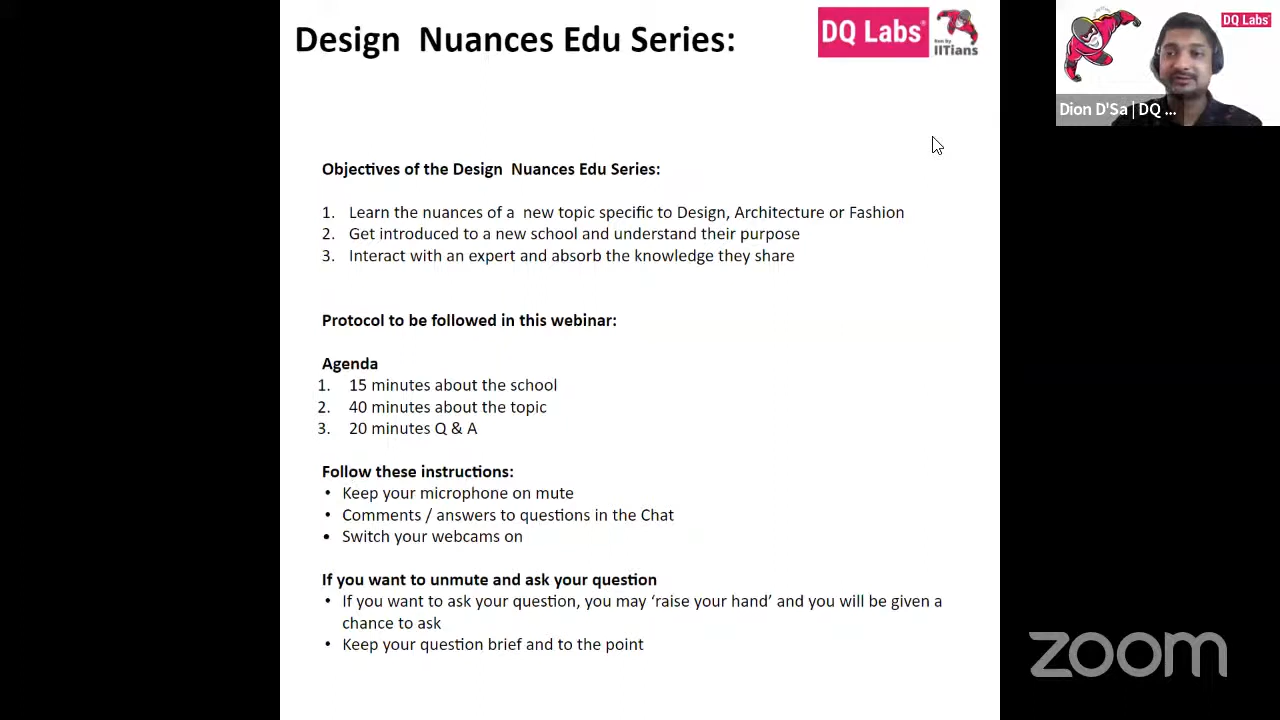 Design Nuances Edu Series:
DQ Labs®
Run by
IITians
DQ Labs®
Dion D'Sa | DQ ...
Objectives of the Design Nuances Edu Series:
1. Learn the nuances of a new topic specific to Design, Architecture or Fashion
2. Get introduced to a new school and understand their purpose
3. Interact with an expert and absorb the knowledge they share
Protocol to be followed in this webinar:
Agenda
1. 15 minutes about the school
2. 40 minutes about the topic
3. 20 minutes Q & A
Follow these instructions:
• Keep your microphone on mute
• Comments / answers to questions in the Chat
• Switch your webcams on
If you want to unmute and ask your question
• If you want to ask your question, you may ‘raise your hand’ and you will be given a
chance to ask
• Keep your question brief and to the point
zoom